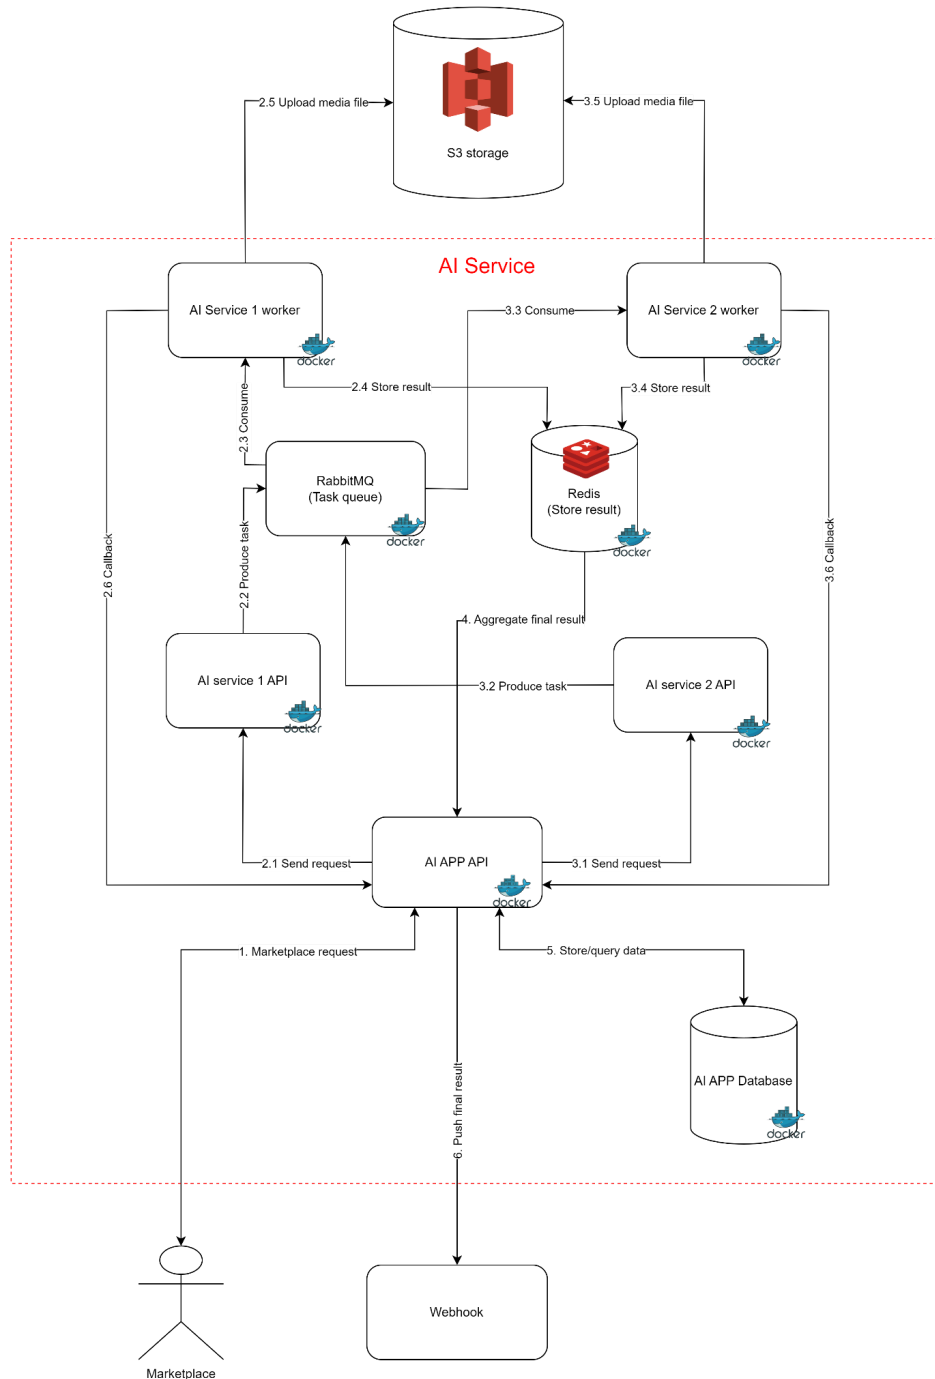 S3 storage
2.5 Upload media file
3.5 Upload media file
AI Service
AI Service 1 worker
docker
AI Service 2 worker
docker
3.3 Consume
2.4 Store result
3.4 Store result
2.3 Consume
RabbitMQ
(Task queue)
docker
Redis
(Store result)
docker
2.6 Callback
2.2 Produce task
3.6 Callback
4. Aggregate final result
AI service 1 API
docker
3.2 Produce task
AI service 2 API
docker
AI APP API
docker
2.1 Send request
3.1 Send request
1. Marketplace request
5. Store/query data
6. Push final result
AI APP Database
docker
Webhook
Marketplace